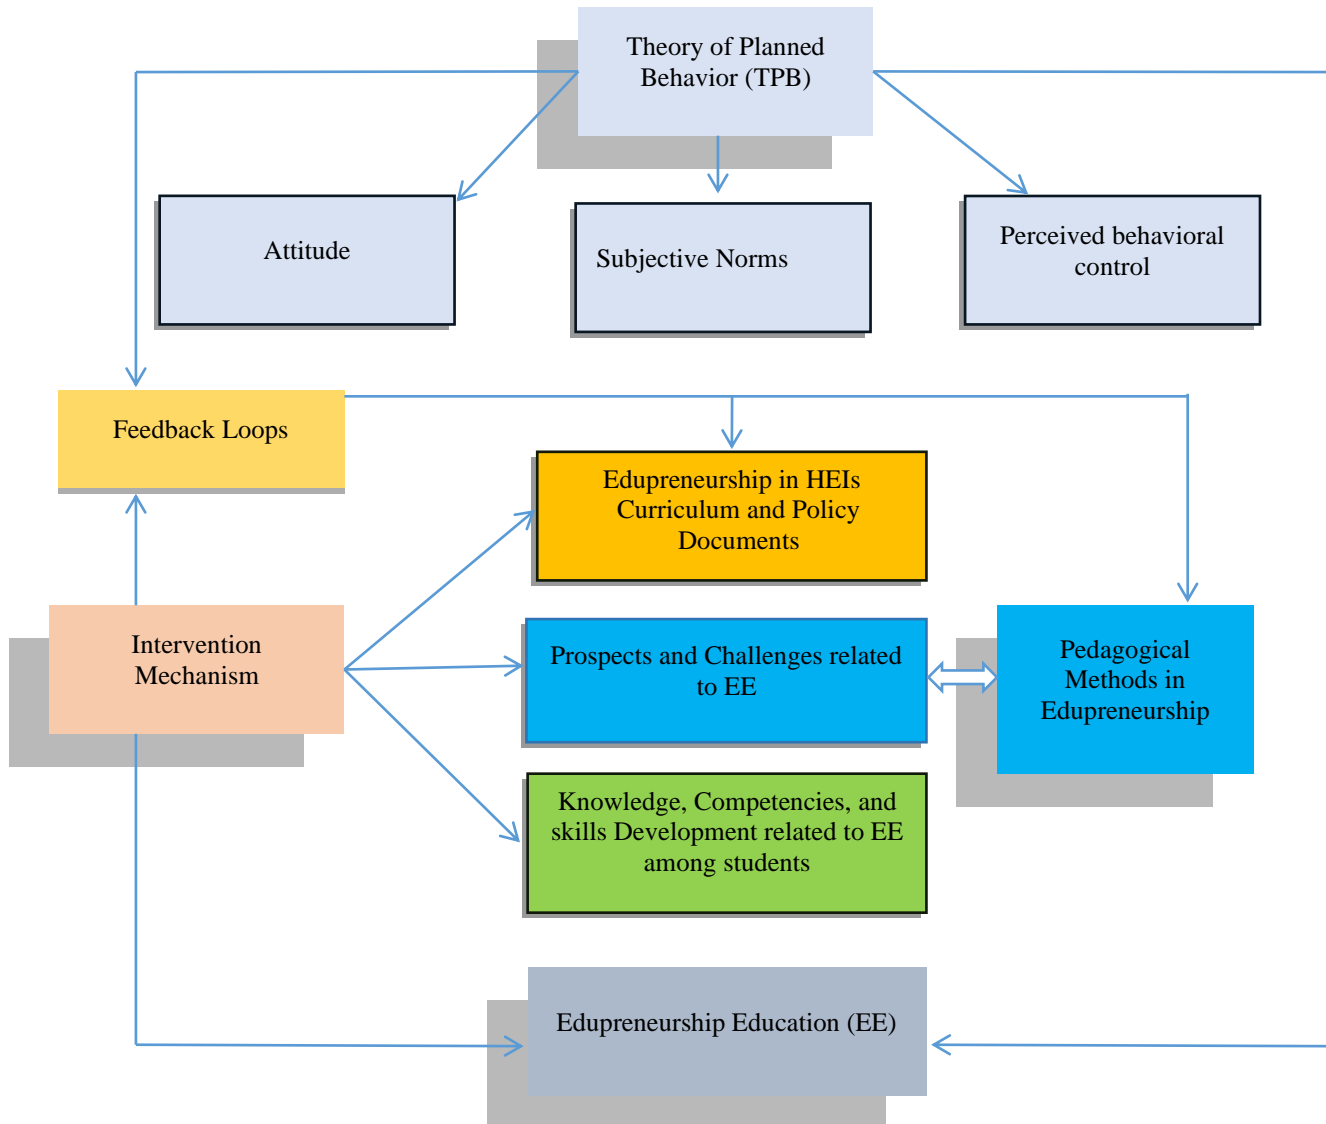 Theory of Planned
Behavior (TPB)
Attitude
Subjective Norms
Perceived behavioral
control
Feedback Loops
Edupreneurship in HEIs
Curriculum and Policy
Documents
Intervention
Mechanism
Prospects and Challenges related
to EE
Pedagogical
Methods in
Edupreneurship
Knowledge, Competencies, and
skills Development related to EE
among students
Edupreneurship Education (EE)